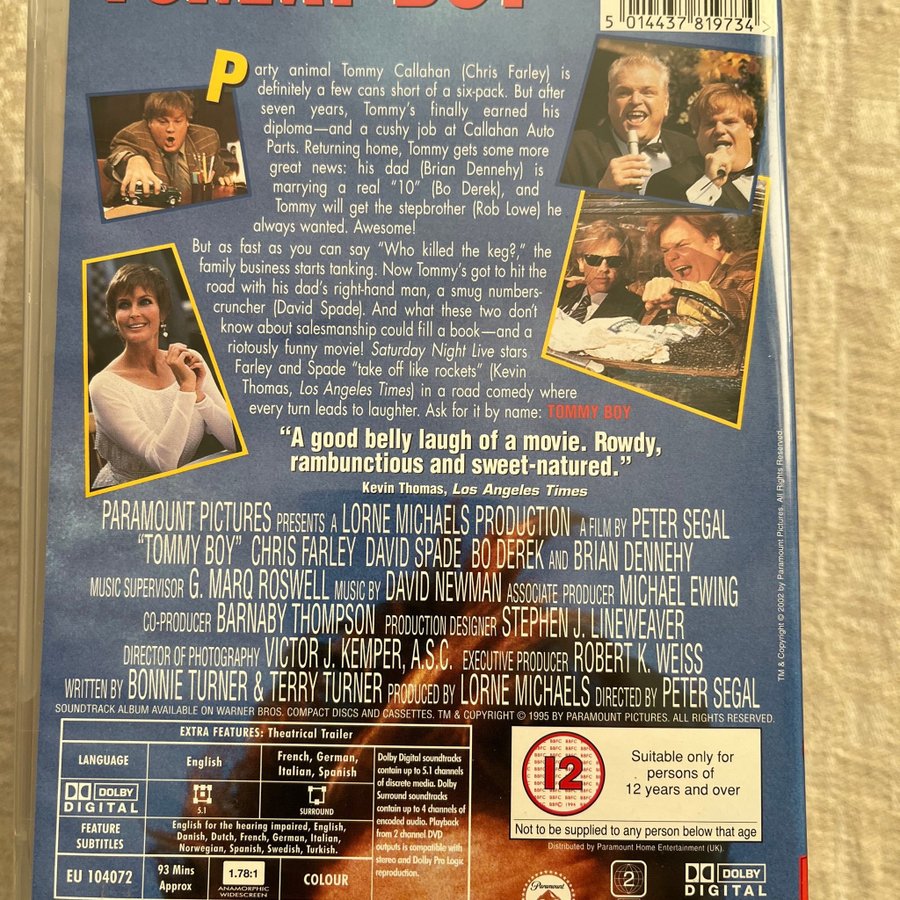 TOMMY BOY
5 014437 819734 >
Party animal Tommy Callahan (Chris Farley) is
definitely a few cans short of a six-pack. But after
seven years, Tommy's finally earned his
diploma—and a cushy job at Callahan Auto
Parts. Returning home, Tommy gets some more
great news: his dad (Brian Dennehy) is
marrying a real "10" (Bo Derek), and
Tommy will get the stepbrother (Rob Lowe) he
always wanted. Awesome!
But as fast as you can say "Who killed the keg?," the
family business starts tanking. Now Tommy's got to hit the
road with his dad's right-hand man, a smug numbers-
cruncher (David Spade). And what these two don't
know about salesmanship could fill a book—and a
riotously funny movie! Saturday Night Live stars
Farley and Spade "take off like rockets" (Kevin
Thomas, Los Angeles Times) in a road comedy where
every turn leads to laughter. Ask for it by name: TOMMY BOY
"A good belly laugh of a movie. Rowdy,
rambunctious and sweet-natured."
Kevin Thomas, Los Angeles Times
PARAMOUNT PICTURES PRESENTS A LORNE MICHAELS PRODUCTION A FILM BY PETER SEGAL
"TOMMY BOY" CHRIS FARLEY DAVID SPADE BO DEREK AND BRIAN DENNEHY
MUSIC SUPERVISOR G. MARQ ROSWELL MUSIC BY DAVID NEWMAN ASSOCIATE PRODUCER MICHAEL EWING
CO-PRODUCER BARNABY THOMPSON PRODUCTION DESIGNER STEPHEN J. LINEWEAVER
DIRECTOR OF PHOTOGRAPHY VICTOR J. KEMPER, A.S.C. EXECUTIVE PRODUCER ROBERT K. WEISS
WRITTEN BY BONNIE TURNER & TERRY TURNER PRODUCED BY LORNE MICHAELS DIRECTED BY PETER SEGAL
SOUNDTRACK ALBUM AVAILABLE ON WARNER BROS. COMPACT DISCS AND CASSETTES. TM & COPYRIGHT © 1995 BY PARAMOUNT PICTURES. ALL RIGHTS RESERVED.
TM & Copyright © 2002 by Paramount Pictures. All Rights Reserved.
EXTRA FEATURES: Theatrical Trailer
LANGUAGE
English
French, German,
Italian, Spanish
DOLBY
DIGITAL
5.1
SURROUND
Dolby Digital soundtracks
contain up to 5.1 channels
of discrete media. Dolby
Surround soundtracks
contain up to 4 channels of
encoded audio. Playback
from 2 channel DVD
outputs is compatible with
stereo and Dolby Pro Logic
reproduction.
FEATURE
SUBTITLES
English for the hearing impaired, English,
Danish, Dutch, French, German, Italian,
Norwegian, Spanish, Swedish, Turkish.
EU 104072
93 Mins
Approx
1.78:1
ANAMORPHIC
WIDESCREEN
COLOUR
12
Suitable only for
persons of
12 years and over
Not to be supplied to any person below that age
Distributed by Paramount Home Entertainment (UK).
Paramount
2
DOLBY
DIGITAL